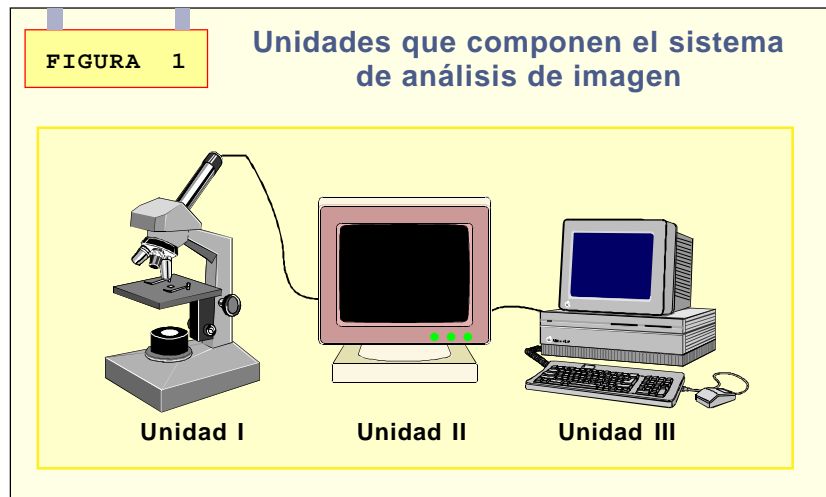 FIGURA 1
Unidades que componen el sistema
de análisis de imagen
Unidad I
Unidad II
Unidad III